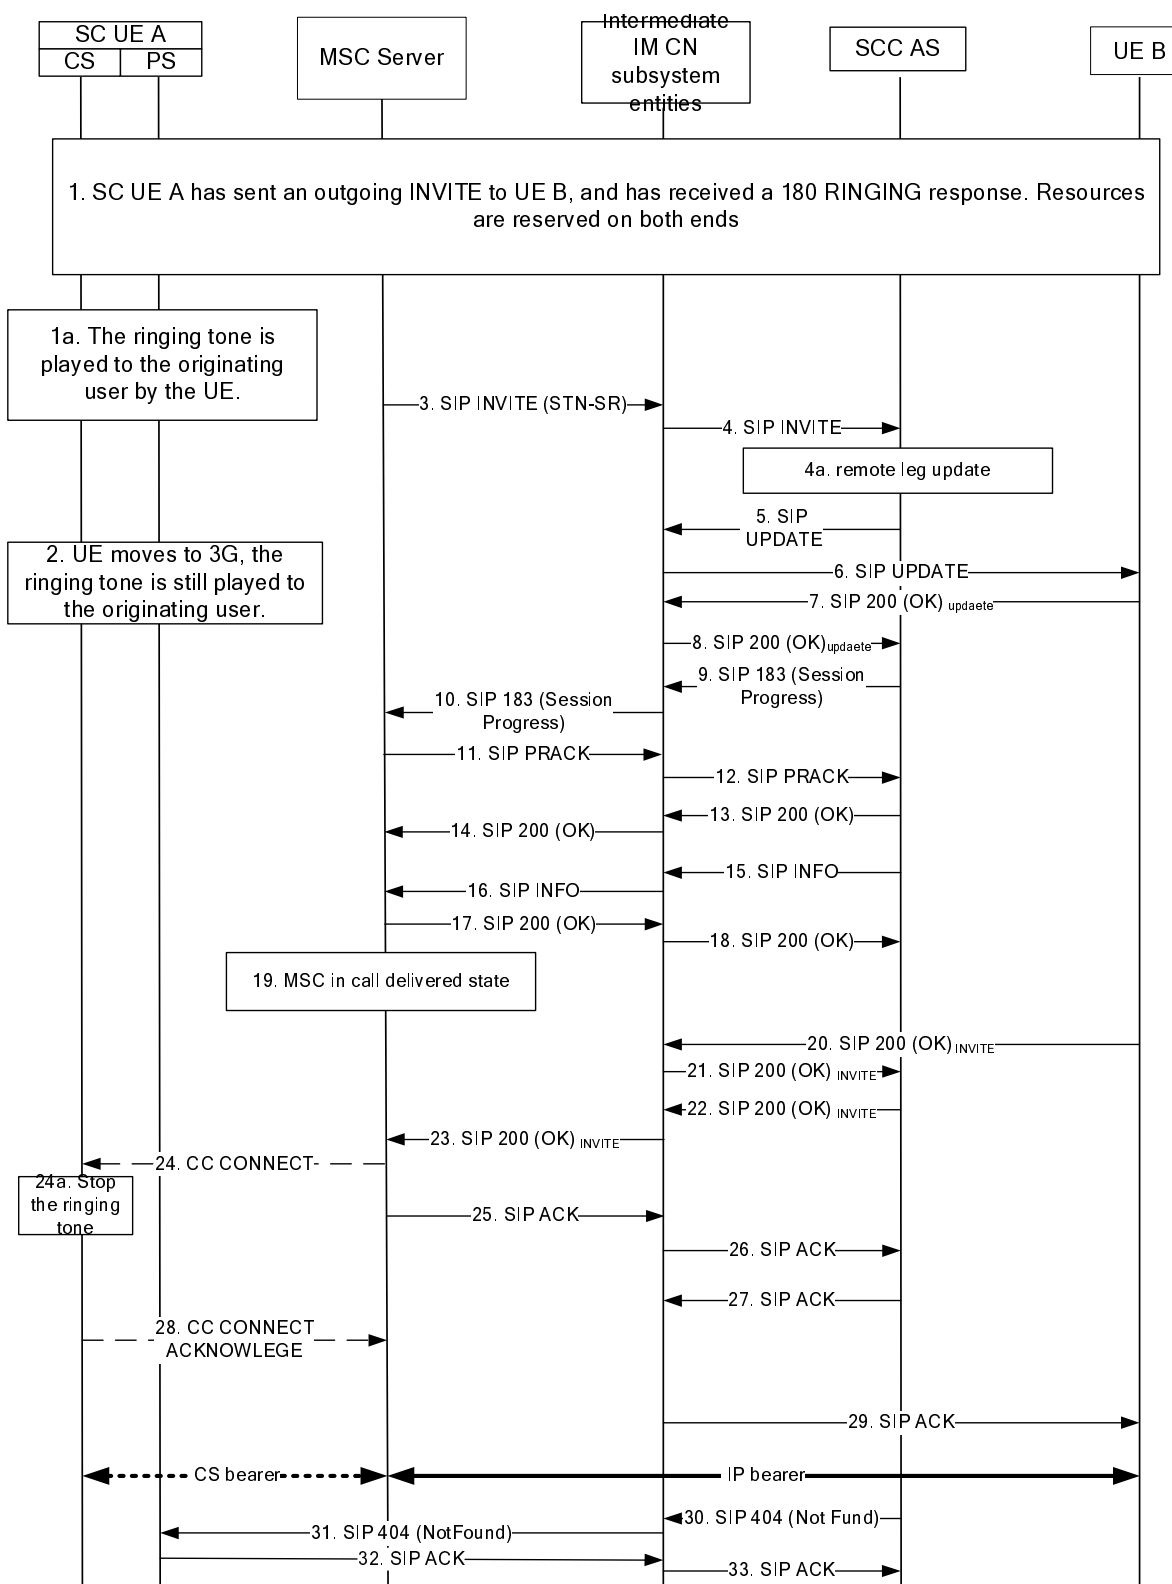 SC UE A
CS
PS
MSC Server
Intermediate
IM CN
subsystem
entities
SCC AS
UE B
1. SC UE A has sent an outgoing INVITE to UE B, and has received a 180 RINGING response. Resources
are reserved on both ends
1a. The ringing tone is
played to the originating
user by the UE.
3. SIP INVITE (STN-SR)
4. SIP INVITE
4a. remote leg update
5. SIP
UPDATE
2. UE moves to 3G, the
ringing tone is still played to
the originating user.
6. SIP UPDATE
7. SIP 200 (OK) updaete
8. SIP 200 (OK)updaete
9. SIP 183 (Session
Progress)
10. SIP 183 (Session
Progress)
11. SIP PRACK
12. SIP PRACK
13. SIP 200 (OK)
14. SIP 200 (OK)
15. SIP INFO
16. SIP INFO
17. SIP 200 (OK)
18. SIP 200 (OK)
19. MSC in call delivered state
20. SIP 200 (OK) INVITE
21. SIP 200 (OK) INVITE
22. SIP 200 (OK) INVITE
23. SIP 200 (OK) INVITE
24. CC CONNECT
24a. Stop
the ringing
tone
25. SIP ACK
26. SIP ACK
27. SIP ACK
28. CC CONNECT
ACKNOWLEGE
29. SIP ACK
CS bearer
IP bearer
30. SIP 404 (Not Fund)
31. SIP 404 (NotFound)
32. SIP ACK
33. SIP ACK